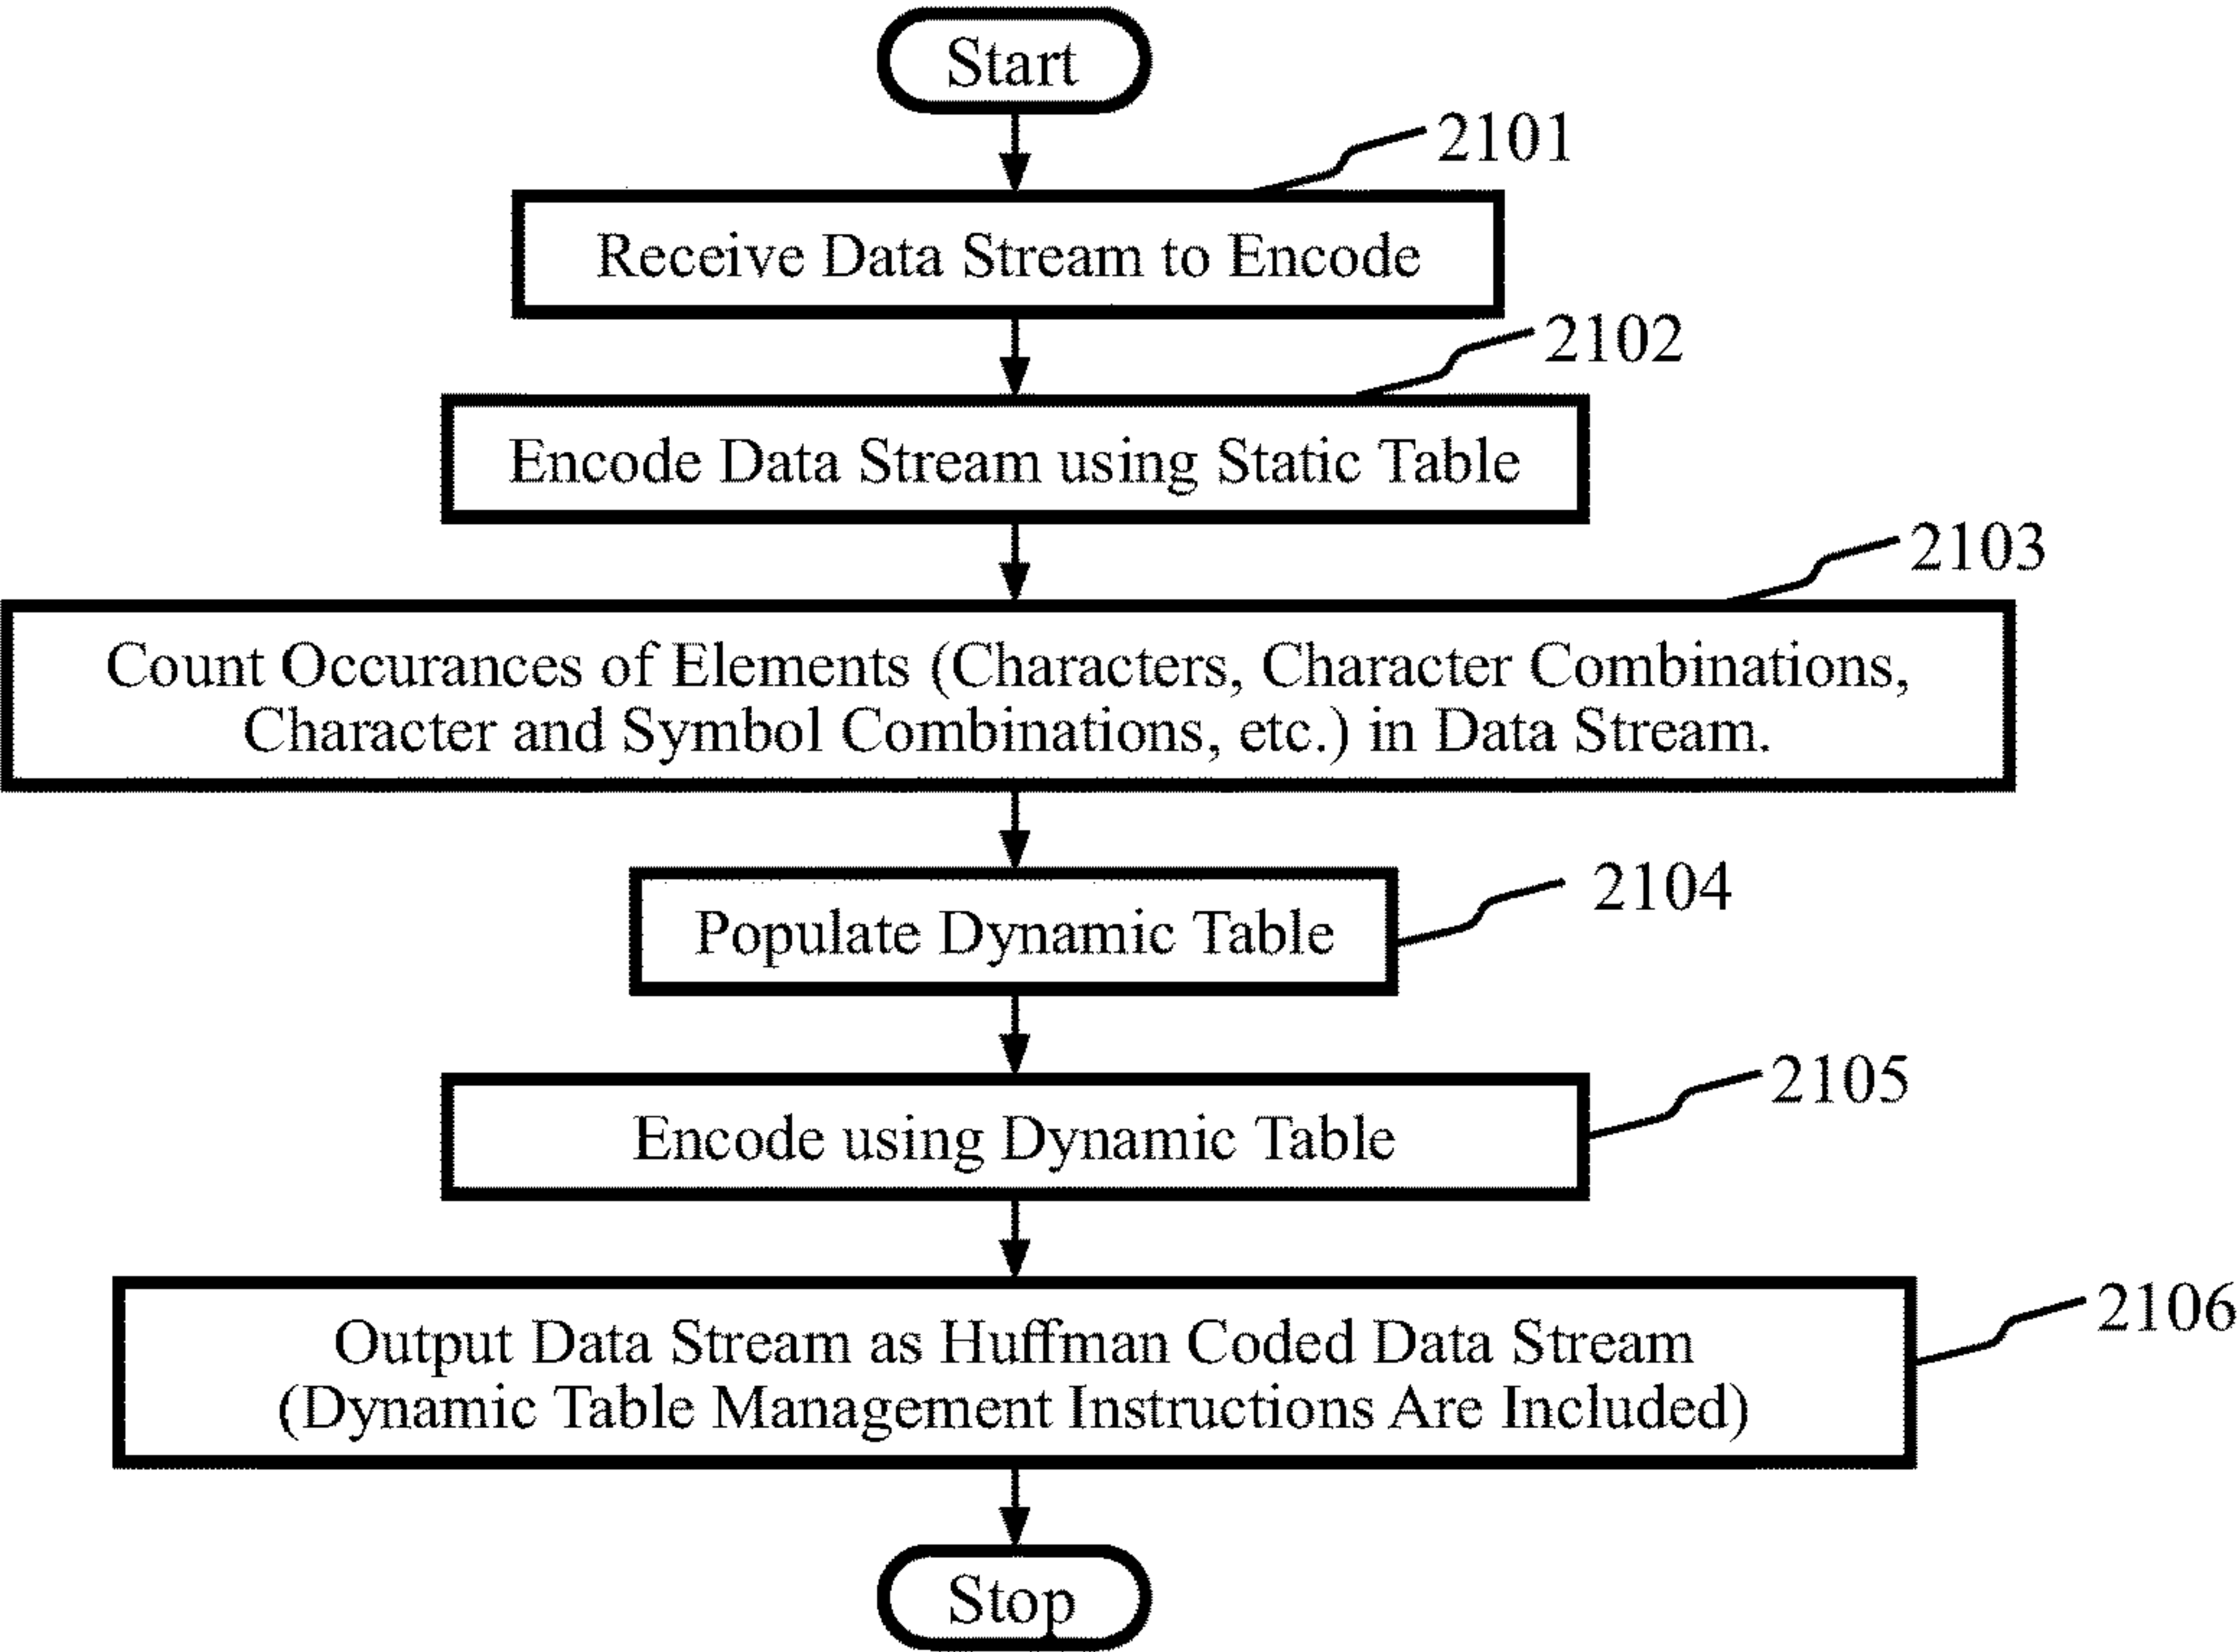 Start
2101
Receive Data Stream to Encode
2102
Encode Data Stream using Static Table
2103
Count Occurances of Elements (Characters, Character Combinations,
Character and Symbol Combinations, etc.) in Data Stream.
2104
Populate Dynamic Table
2105
Encode using Dynamic Table
2106
Output Data Stream as Huffman Coded Data Stream
(Dynamic Table Management Instructions Are Included)
Stop